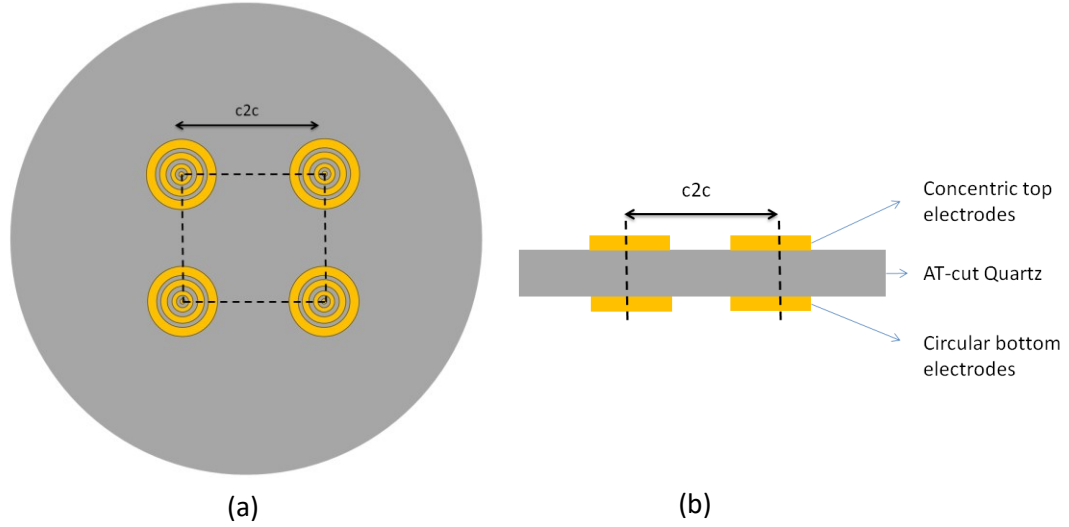 c2c
(a)
c2c
Concentric top
electrodes
AT-cut Quartz
Circular bottom
electrodes
(b)